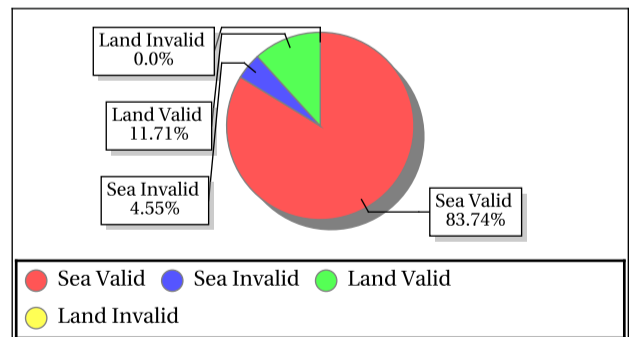 Land Invalid
0.0%
Land Valid
11.71%
Sea Invalid
4.55%
Sea Valid
83.74%
Sea Valid
Sea Invalid
Land Valid
Land Invalid